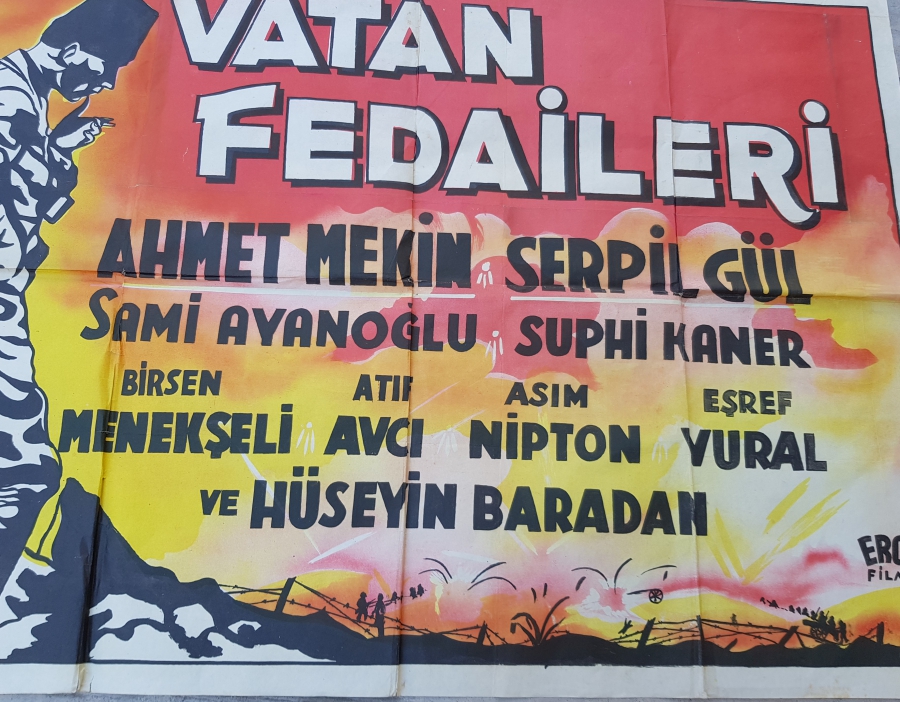 VATAN
FEDAİLERİ
AHMET MEKİN SERPİL GÜL
SAMİ AYANOĞLU SUPHİ KANER
BİRSEN ATIF ASIM EŞREF
MENEKŞELİ AVCI NİPTON VURAL
VE HÜSEYİN BARADAN